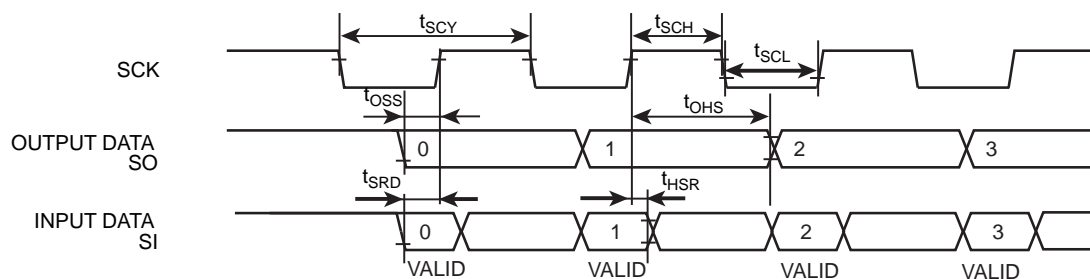 tSCY
tSCH
SCK
tSCL
tOSS
tOHS
OUTPUT DATA
SO
0
1
2
3
tSRD
tHSR
INPUT DATA
SI
0
1
2
3
VALID
VALID
VALID
VALID